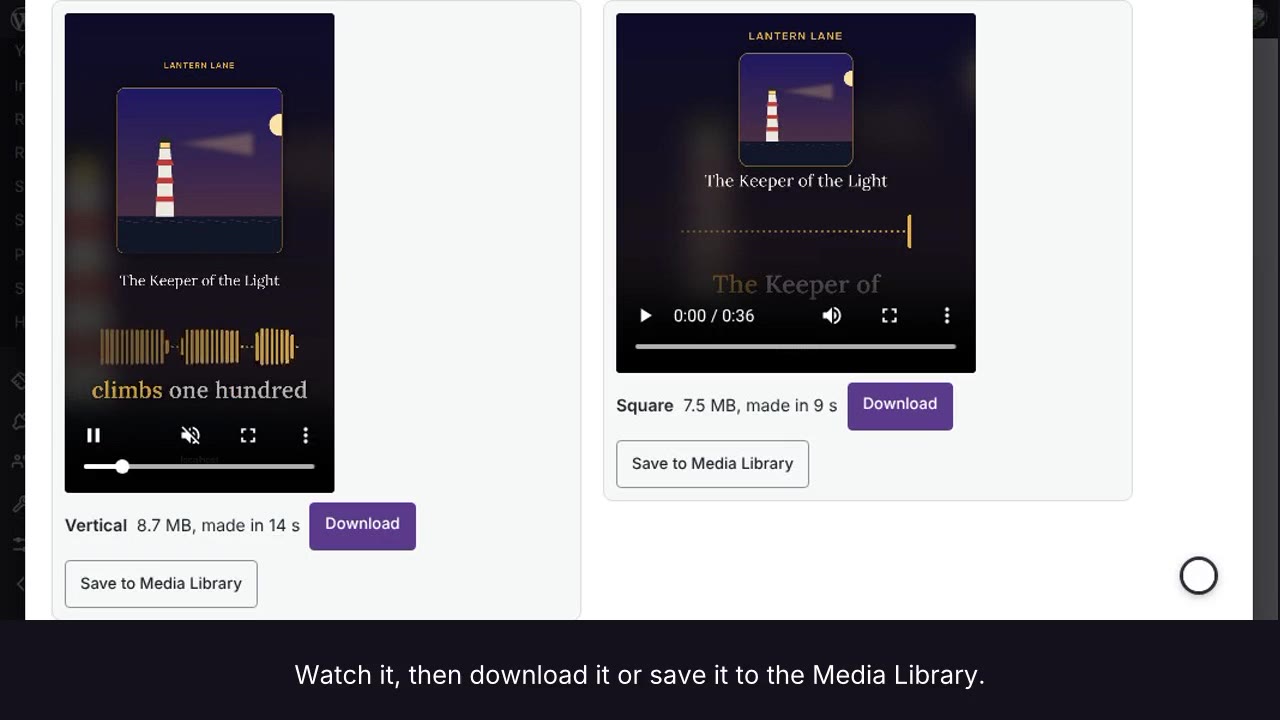 LANTERN LANE
The Keeper of the Light
climbs one hundred
Vertical 8.7 MB, made in 14 s Download
Save to Media Library
LANTERN LANE
The Keeper of the Light
The Keeper of
0:00 / 0:36
Square 7.5 MB, made in 9 s Download
Save to Media Library
Watch it, then download it or save it to the Media Library.